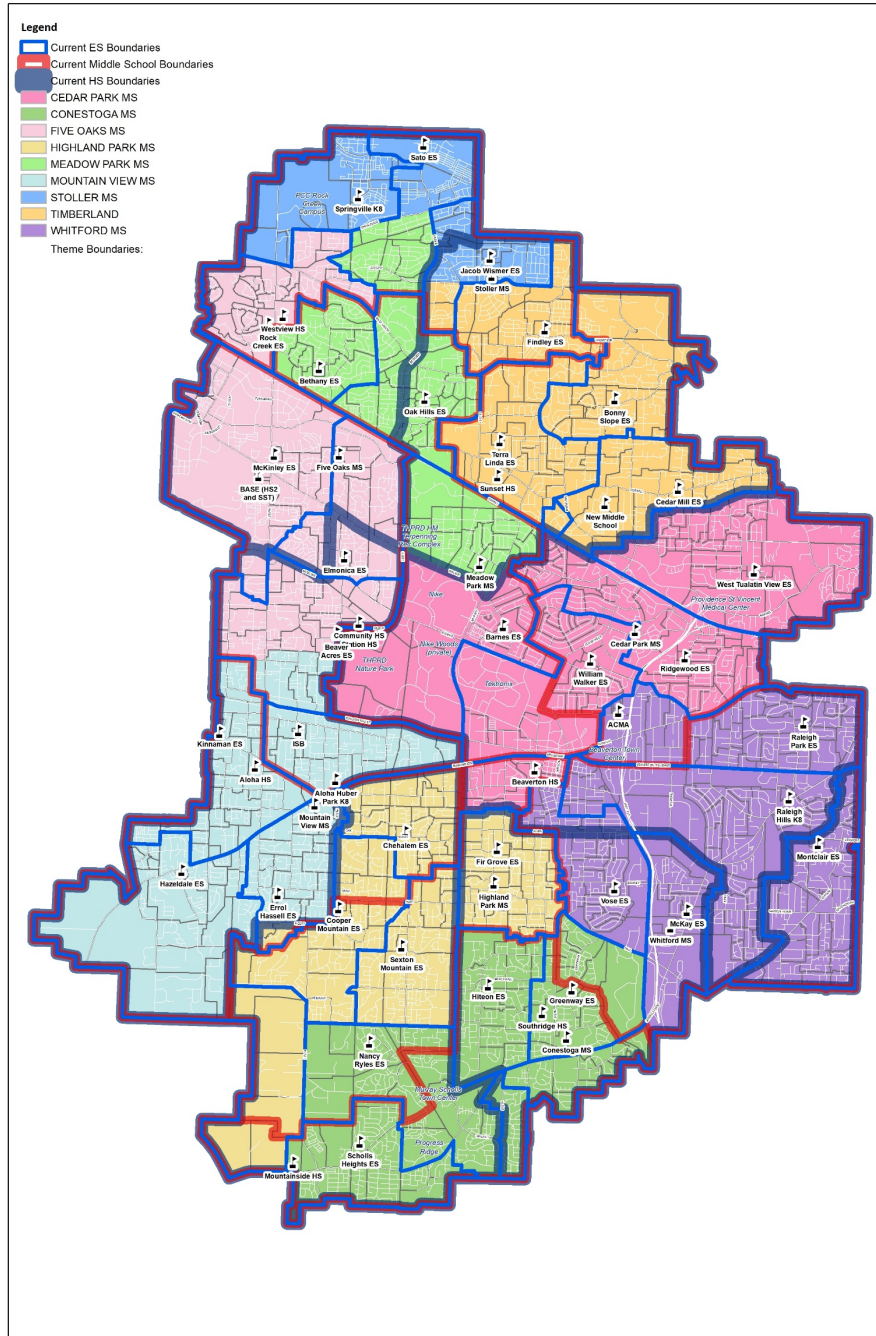 Legend
Current ES Boundaries
Current Middle School Boundaries
Current HS Boundaries
CEDAR PARK MS
CONESTOGA MS
FIVE OAKS MS
HIGHLAND PARK MS
MEADOW PARK MS
MOUNTAIN VIEW MS
STOLLER MS
TIMBERLAND
WHITFORD MS
Theme Boundaries:
Sato ES
PCC Rock
Creek
Campus
Springville K8
Jacob Wismer ES
Stoller MS
Westview HS
Rock
Creek ES
Findley ES
Bethany ES
Oak Hills ES
Bonny
Slope ES
Terra
Linda ES
McKinley ES
Five Oaks MS
BASE (HS2
and SST)
Sunset HS
Cedar Mill ES
New Middle
School
THPRD HM
Terpenning
Rec Complex
Elmonica ES
Meadow
Park MS
West Tualatin View ES
Providence St Vincent
Medical Center
Nike
Barnes ES
Community HS
Station HS
Beaver
Acres ES
Nike Woods
(private)
Cedar Park MS
THPRD
Nature Park
William
Walker ES
Ridgewood ES
Tektronix
ACMA
Raleigh
Park ES
Kinnaman ES
ISB
Beaverton Town
Center
Aloha HS
Aloha Huber
Park K8
Beaverton HS
Mountain
View MS
Raleigh
Hills K8
Chehalem ES
Montclair ES
Fir Grove ES
Hazeldale ES
Highland
Park MS
Errol
Hassell ES
Vose ES
Cooper
Mountain ES
McKay ES
Whitford MS
Sexton
Mountain ES
Hiteon ES
Greenway ES
Southridge HS
Conestoga MS
Nancy
Ryles ES
Murray Scholls
Town Center
Progress
Ridge
Scholls
Heights ES
Mountainside HS